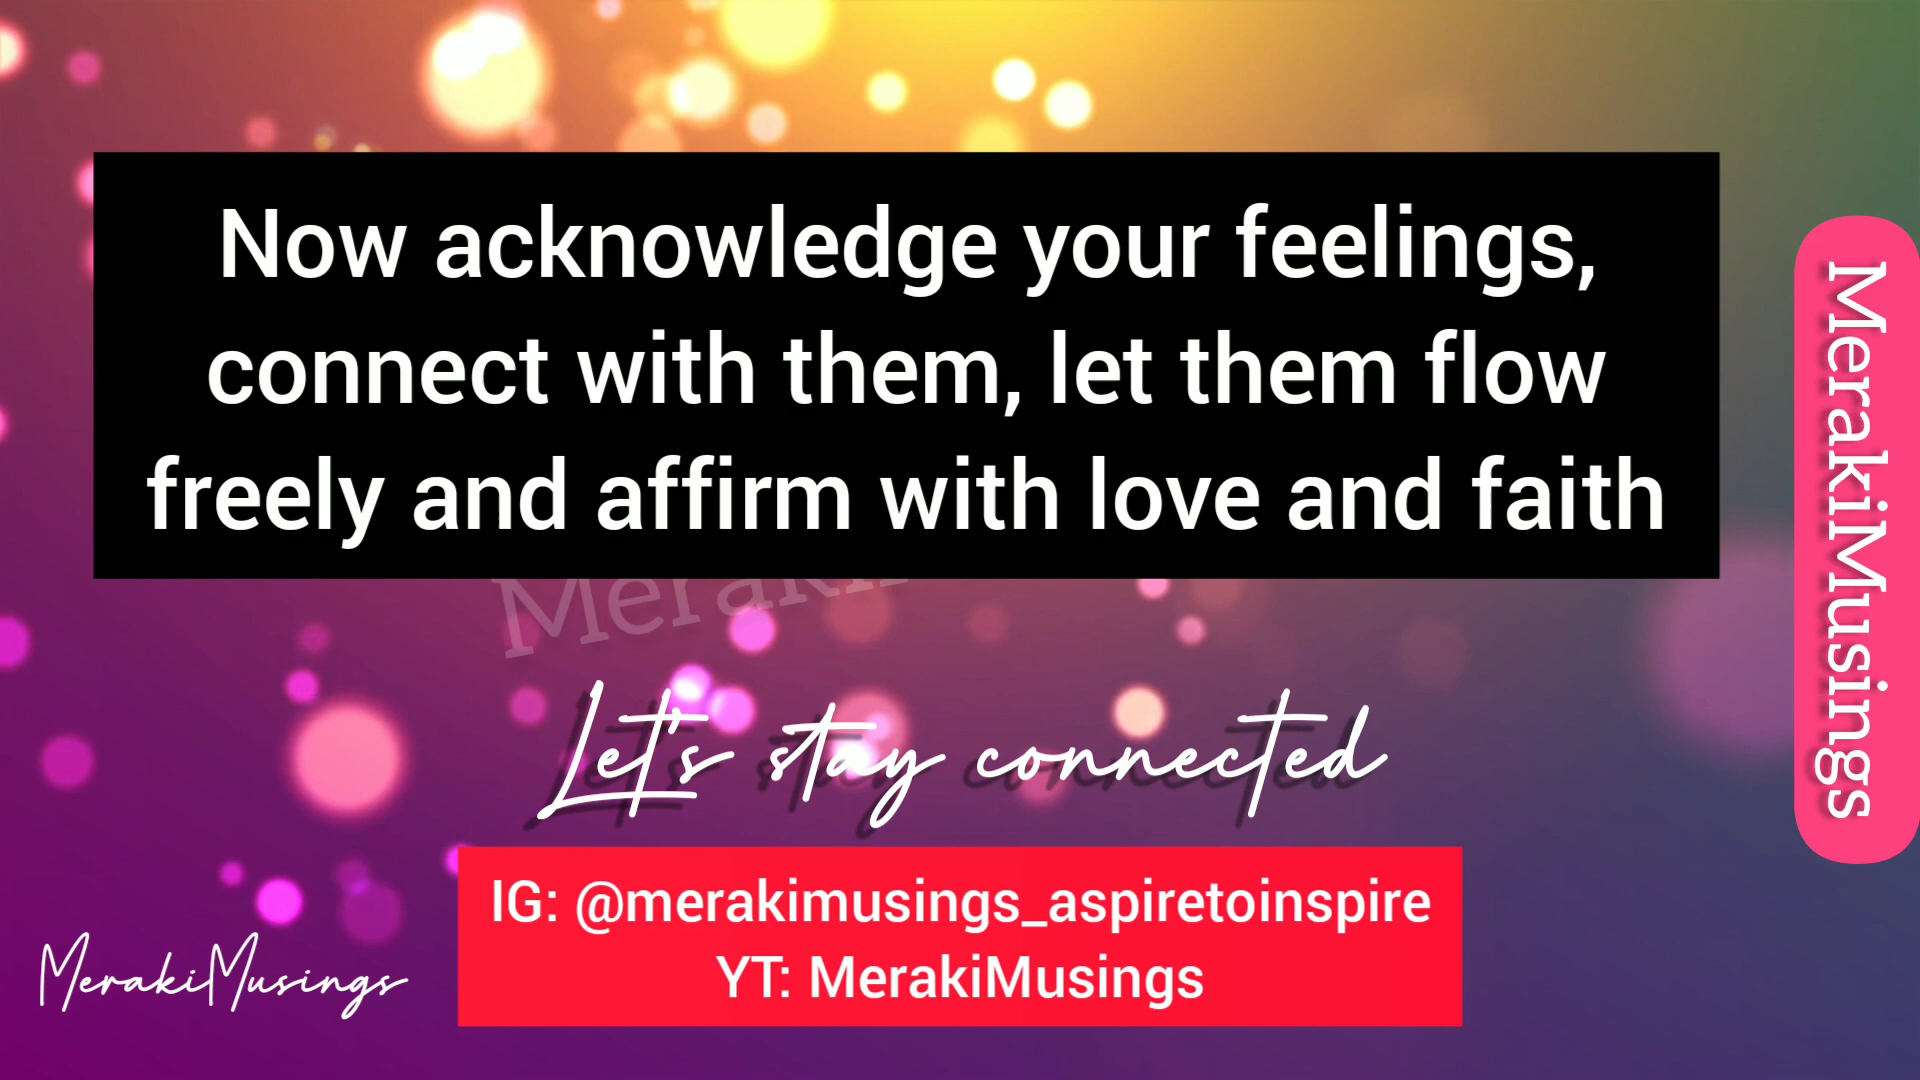 Now acknowledge your feelings,
connect with them, let them flow
freely and affirm with love and faith
MerakiMusings
Let's stay connected
IG: @merakimusings_aspiretoinspire
YT: MerakiMusings
MerakiMusings